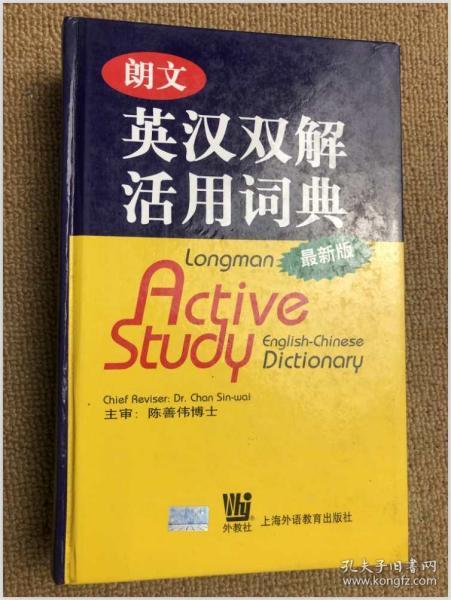 朗文
英汉双解
活用词典
Longman
最新版
Active
Study
English-Chinese
Dictionary
Chief Reviser: Dr. Chan Sin-wai
主审: 陈善伟博士
Why
外教社
上海外语教育出版社
孔夫子旧书网
www.kongfz.com